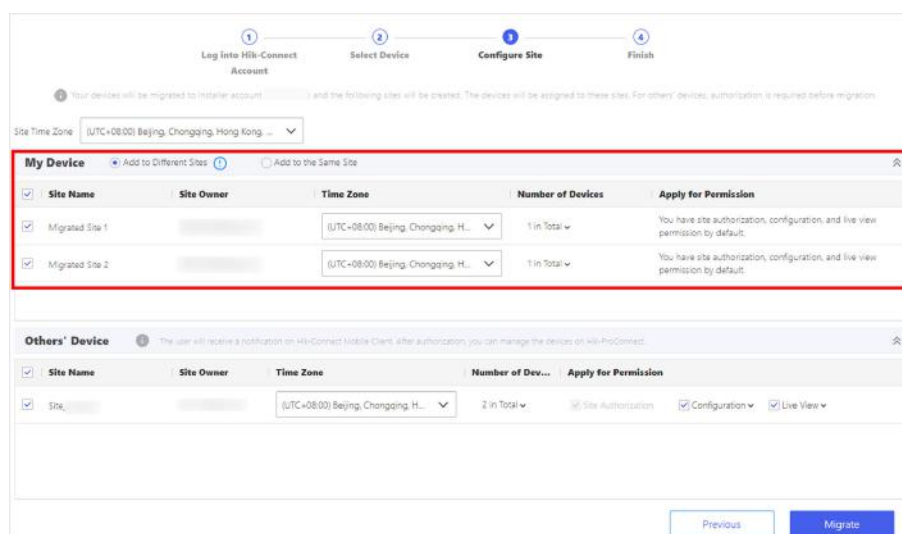 1 2 3 4
Log into Hik-Connect Account Select Device Configure Site Finish
Your devices will be migrated to Installer account and the following sites will be created. The devices will be assigned to these sites. For others' devices, authorization is required before migration.
Site Time Zone (UTC+08:00) Beijing, Chongqing, Hong Kong, ...
My Device Add to Different Sites Add to the Same Site
Site Name Site Owner Time Zone Number of Devices Apply for Permission
Migrated Site 1 (UTC+08:00) Beijing, Chongqing, H... 1 in Total You have site authorization, configuration, and live view
permission by default.
Migrated Site 2 (UTC+08:00) Beijing, Chongqing, H... 1 in Total You have site authorization, configuration, and live view
permission by default.
Others' Device The user will receive a notification on Hik-Connect Mobile Client. After authorization, you can manage the devices on Hik-ProConnect.
Site Name Site Owner Time Zone Number of Dev... Apply for Permission
Site_ (UTC+08:00) Beijing, Chongqing, H... 2 in Total Site Authorization Configuration Live View
Previous Migrate